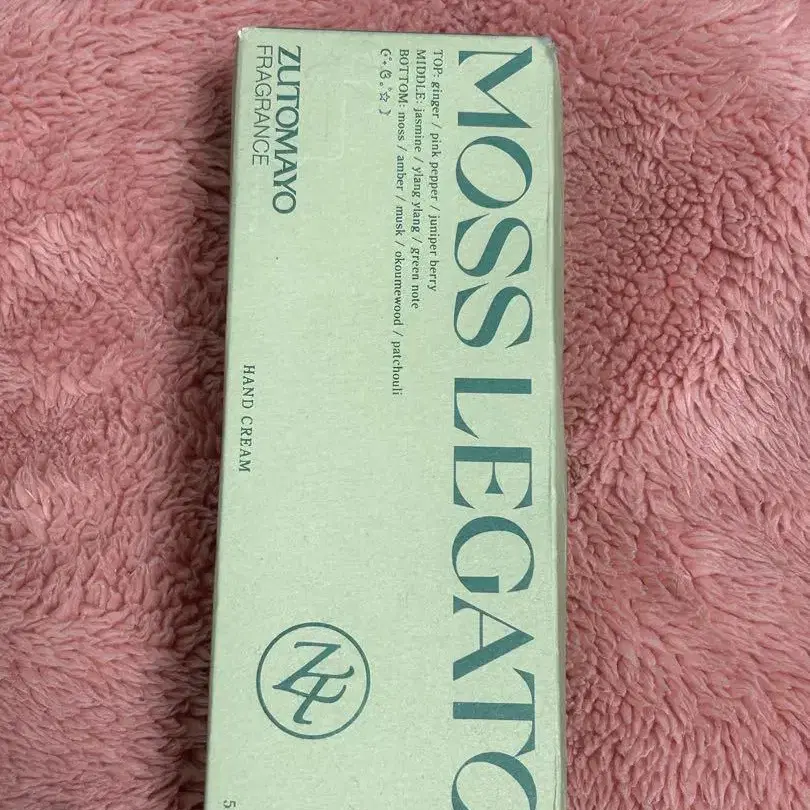 MOSS LEGATO
TOP: ginger / pink pepper / juniper berry
MIDDLE: jasmine / ylang ylang / green note
BOTTOM: moss / amber / musk / okoumewood / patchouli
ZUTOMAYO
FRAGRANCE
HAND CREAM
5